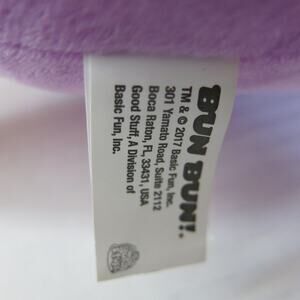 BUN BUN!.
TM & © 2017 Basic Fun, Inc.
301 Yamato Road, Suite 2112
Boca Raton, FL, 33431, USA
Good Stuff, A Division of
Basic Fun, Inc.